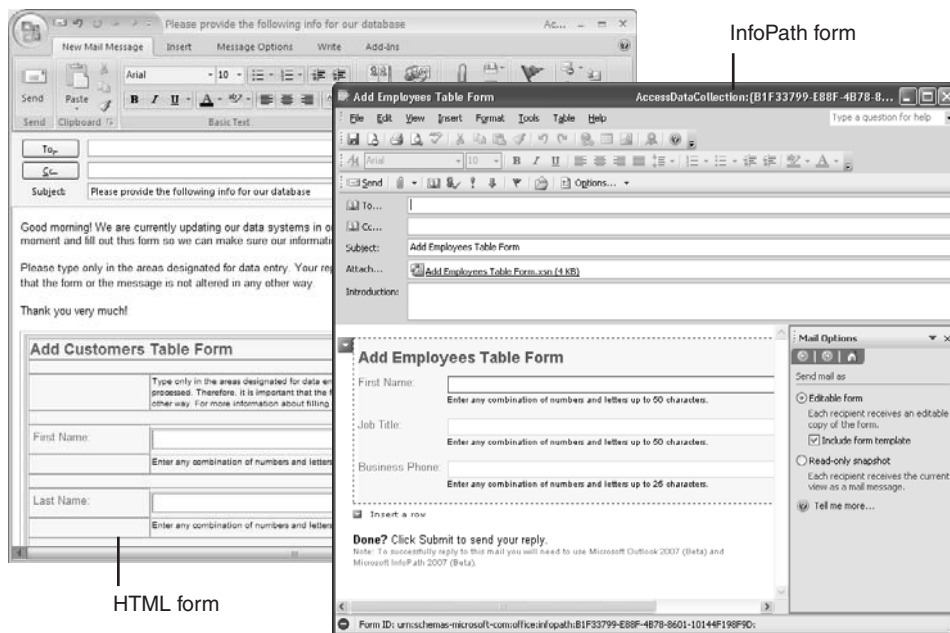 InfoPath form
Please provide the following info for our database
Ac...
New Mail Message Insert Message Options Write Add-Ins
Arial 10
Send Paste
B I U A
Send Clipboard Basic Text
To...
Cc...
Subject: Please provide the following info for our database
Good morning! We are currently updating our data systems in o
moment and fill out this form so we can make sure our informati
Please type only in the areas designated for data entry. Your rep
that the form or the message is not altered in any other way.
Thank you very much!
Add Customers Table Form
Type only in the areas designated for data en
processed. Therefore, it is important that the f
other way. For more information about filling
First Name:
Enter any combination of numbers and letters
Last Name:
Enter any combination of numbers and letters
HTML form
Add Employees Table Form AccessDataCollection:{B1F33799-E88F-4B78-8...
File Edit View Insert Format Tools Table Help Type a question for help
Arial 10 B I U A
Send Options...
To...
Cc...
Subject: Add Employees Table Form
Attach... Add Employees Table Form.xsn (4 KB)
Introduction:
Add Employees Table Form
First Name:
Enter any combination of numbers and letters up to 50 characters.
Job Title:
Enter any combination of numbers and letters up to 50 characters.
Business Phone:
Enter any combination of numbers and letters up to 25 characters.
Insert a row
Done? Click Submit to send your reply.
Note: To successfully reply to this mail you will need to use Microsoft Outlook 2007 (Beta) and
Microsoft InfoPath 2007 (Beta).
Mail Options
Send mail as
Editable form
Each recipient receives an editable
copy of the form.
Include form template
Read-only snapshot
Each recipient receives the current
view as a mail message.
Tell me more...
Form ID: urn:schemas-microsoft-com:office:infopath:B1F33799-E88F-4B78-8601-10144F198F9D: